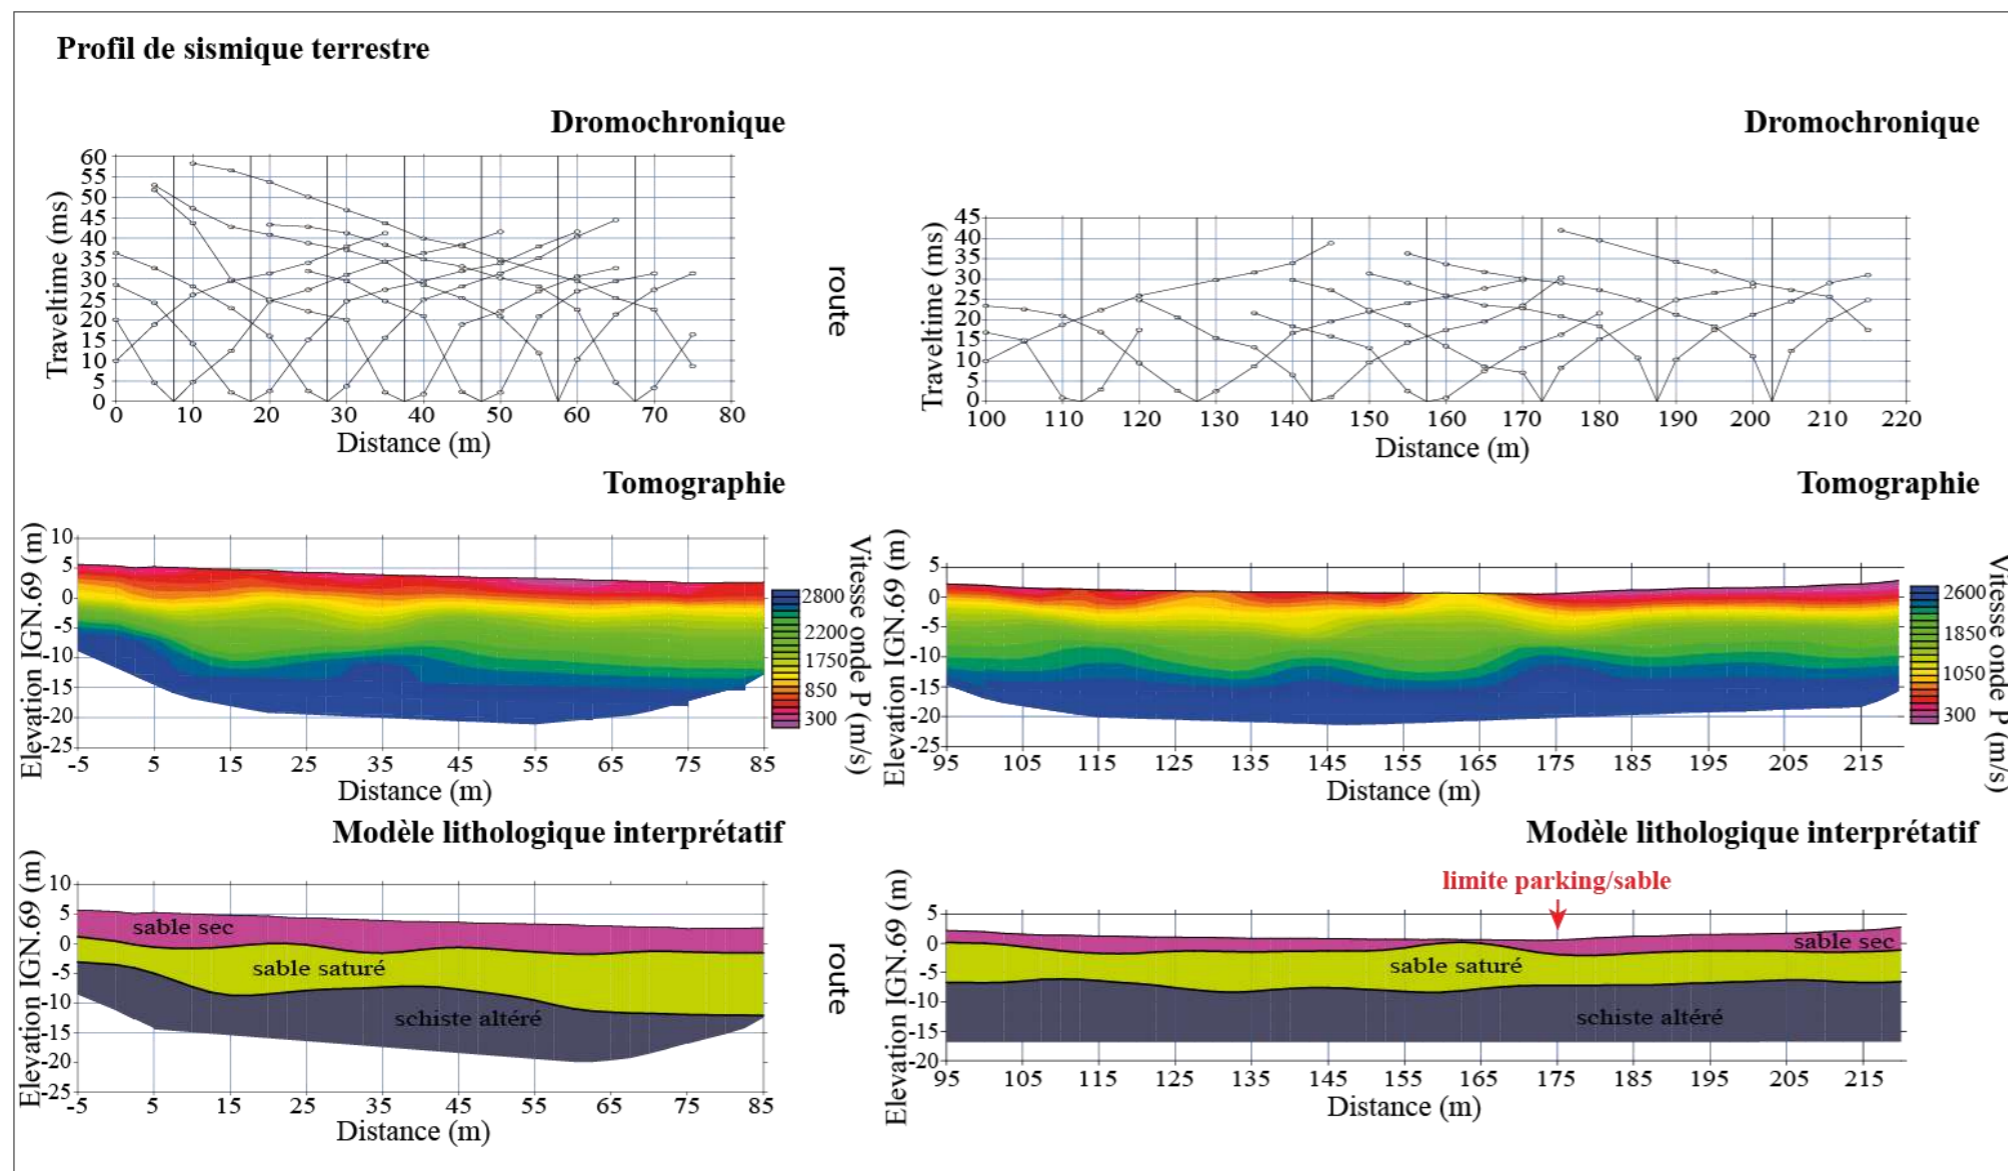 Profil de sismique terrestre
Dromochronique
Traveltime (ms)
60
55
50
45
40
35
30
25
20
15
10
5
0
0 10 20 30 40 50 60 70 80
Distance (m)
route
Dromochronique
Traveltime (ms)
45
40
35
30
25
20
15
10
5
0
100 110 120 130 140 150 160 170 180 190 200 210 220
Distance (m)
Tomographie
Elevation IGN.69 (m)
10
5
0
-5
-10
-15
-20
-25
-5 5 15 25 35 45 55 65 75 85
Distance (m)
2800
2200
1750
850
300
Vitesse onde P (m/s)
Tomographie
Elevation IGN.69 (m)
5
0
-5
-10
-15
-20
-25
95 105 115 125 135 145 155 165 175 185 195 205 215
Distance (m)
2600
1850
1050
300
Vitesse onde P (m/s)
Modèle lithologique interprétatif
Elevation IGN.69 (m)
10
5
0
-5
-10
-15
-20
-25
sable sec
sable saturé
schiste altéré
-5 5 15 25 35 45 55 65 75 85
Distance (m)
route
Modèle lithologique interprétatif
limite parking/sable
Elevation IGN.69 (m)
5
0
-5
-10
-15
-20
sable sec
sable saturé
schiste altéré
95 105 115 125 135 145 155 165 175 185 195 205 215
Distance (m)